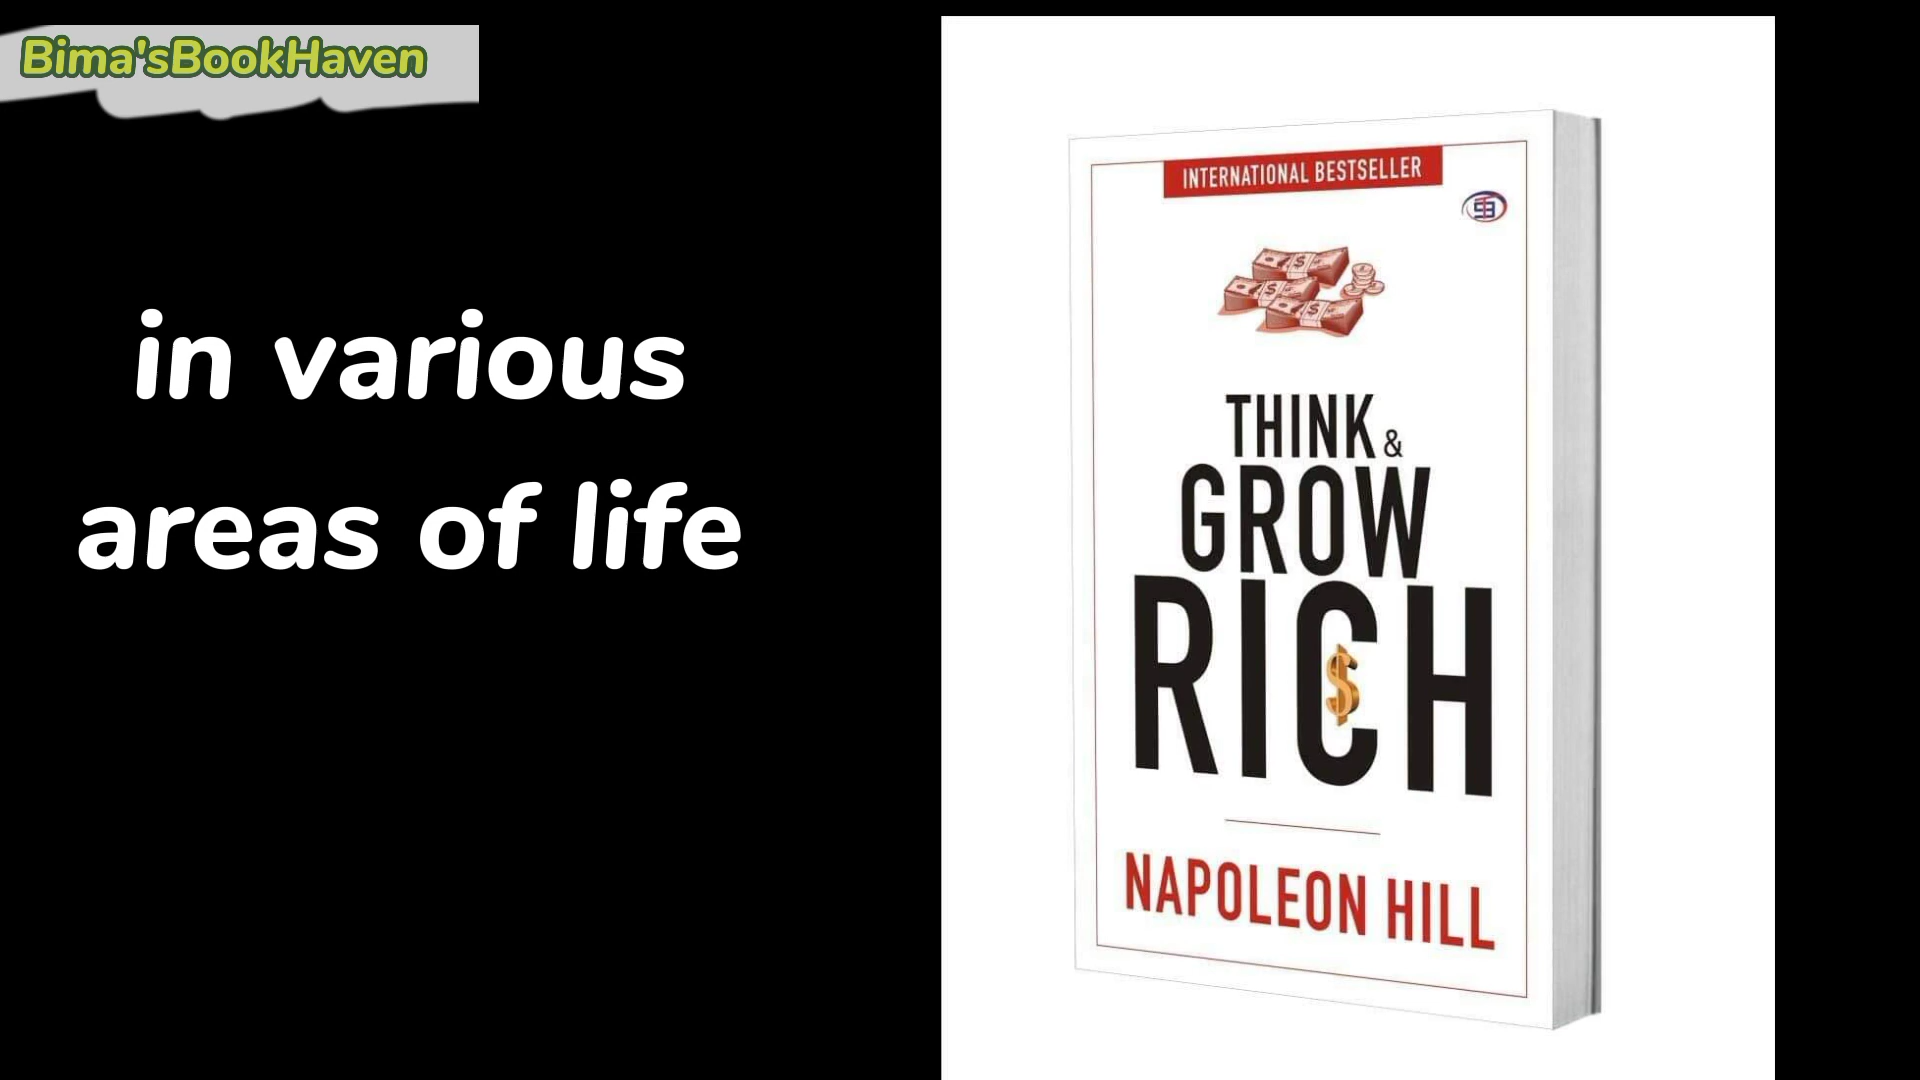 Bima'sBookHaven
in various
areas of life
INTERNATIONAL BESTSELLER
THINK &
GROW
RICH
NAPOLEON HILL